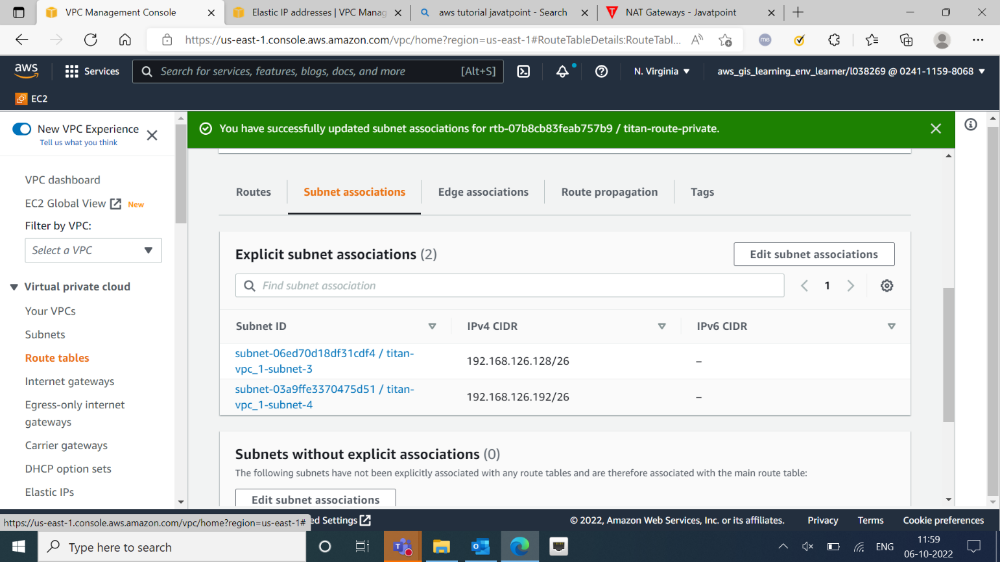 VPC Management Console
Elastic IP addresses | VPC Manag
aws tutorial javatpoint - Search
NAT Gateways - Javatpoint
https://us-east-1.console.aws.amazon.com/vpc/home?region=us-east-1#RouteTableDetails:RouteTabl...
me
aws
Services
Search for services, features, blogs, docs, and more
[Alt+S]
N. Virginia
aws_gis_learning_env_learner/l038269 @ 0241-1159-8068
EC2
New VPC Experience
Tell us what you think
You have successfully updated subnet associations for rtb-07b8cb83feab757b9 / titan-route-private.
VPC dashboard
EC2 Global View
New
Filter by VPC:
Select a VPC
Virtual private cloud
Your VPCs
Subnets
Route tables
Internet gateways
Egress-only internet
gateways
Carrier gateways
DHCP option sets
Elastic IPs
Routes
Subnet associations
Edge associations
Route propagation
Tags
Explicit subnet associations (2)
Edit subnet associations
Find subnet association
1
Subnet ID
IPv4 CIDR
IPv6 CIDR
subnet-06ed70d18df31cdf4 / titan-
vpc_1-subnet-3
192.168.126.128/26
–
subnet-03a9ffe3370475d51 / titan-
vpc_1-subnet-4
192.168.126.192/26
–
Subnets without explicit associations (0)
The following subnets have not been explicitly associated with any route tables and are therefore associated with the main route table:
Edit subnet associations
https://us-east-1.console.aws.amazon.com/vpc/home?region=us-east-1#
ed Settings
© 2022, Amazon Web Services, Inc. or its affiliates.
Privacy
Terms
Cookie preferences
Type here to search
ENG
11:59
06-10-2022